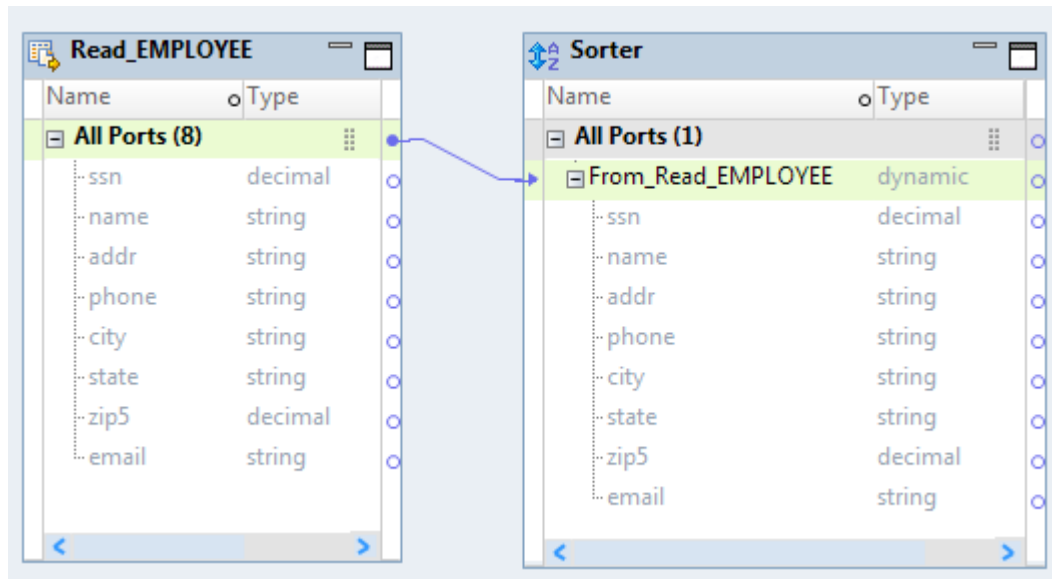 Read_EMPLOYEE
Name Type
All Ports (8)
ssn decimal
name string
addr string
phone string
city string
state string
zip5 decimal
email string
Sorter
Name Type
All Ports (1)
From_Read_EMPLOYEE dynamic
ssn decimal
name string
addr string
phone string
city string
state string
zip5 decimal
email string